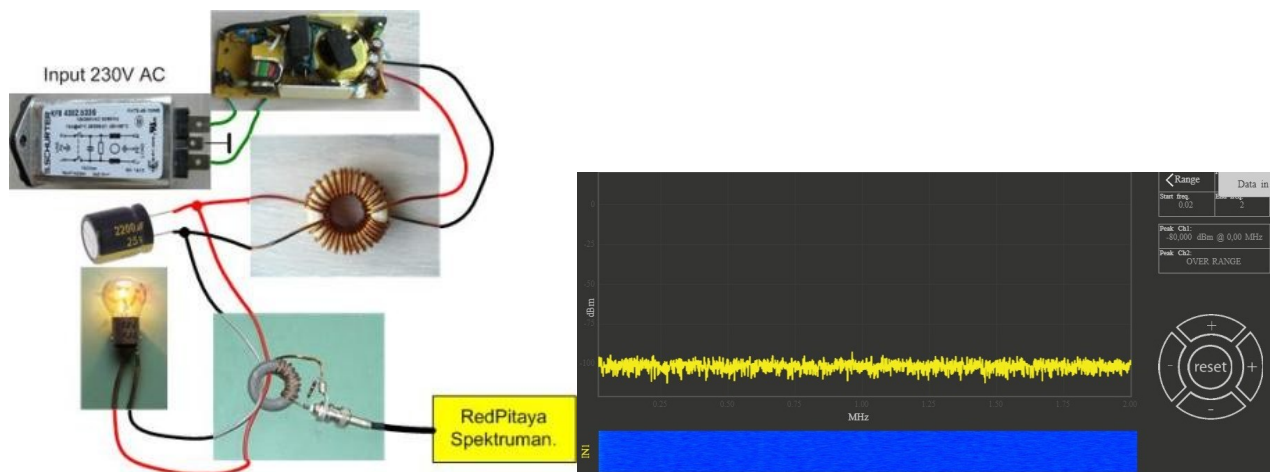 Input 230V AC
SCHURTER
2200µF
25V
RedPitaya
Spektruman.
Range
Data in
Start freq.
0.02
2
Peak Ch1:
-80,000 dBm @ 0,00 MHz
Peak Ch2:
OVER RANGE
0
dBm
0.25
0.50
0.75
1.00
1.25
1.50
1.75
2.00
MHz
IN1
+
-
reset
+
-